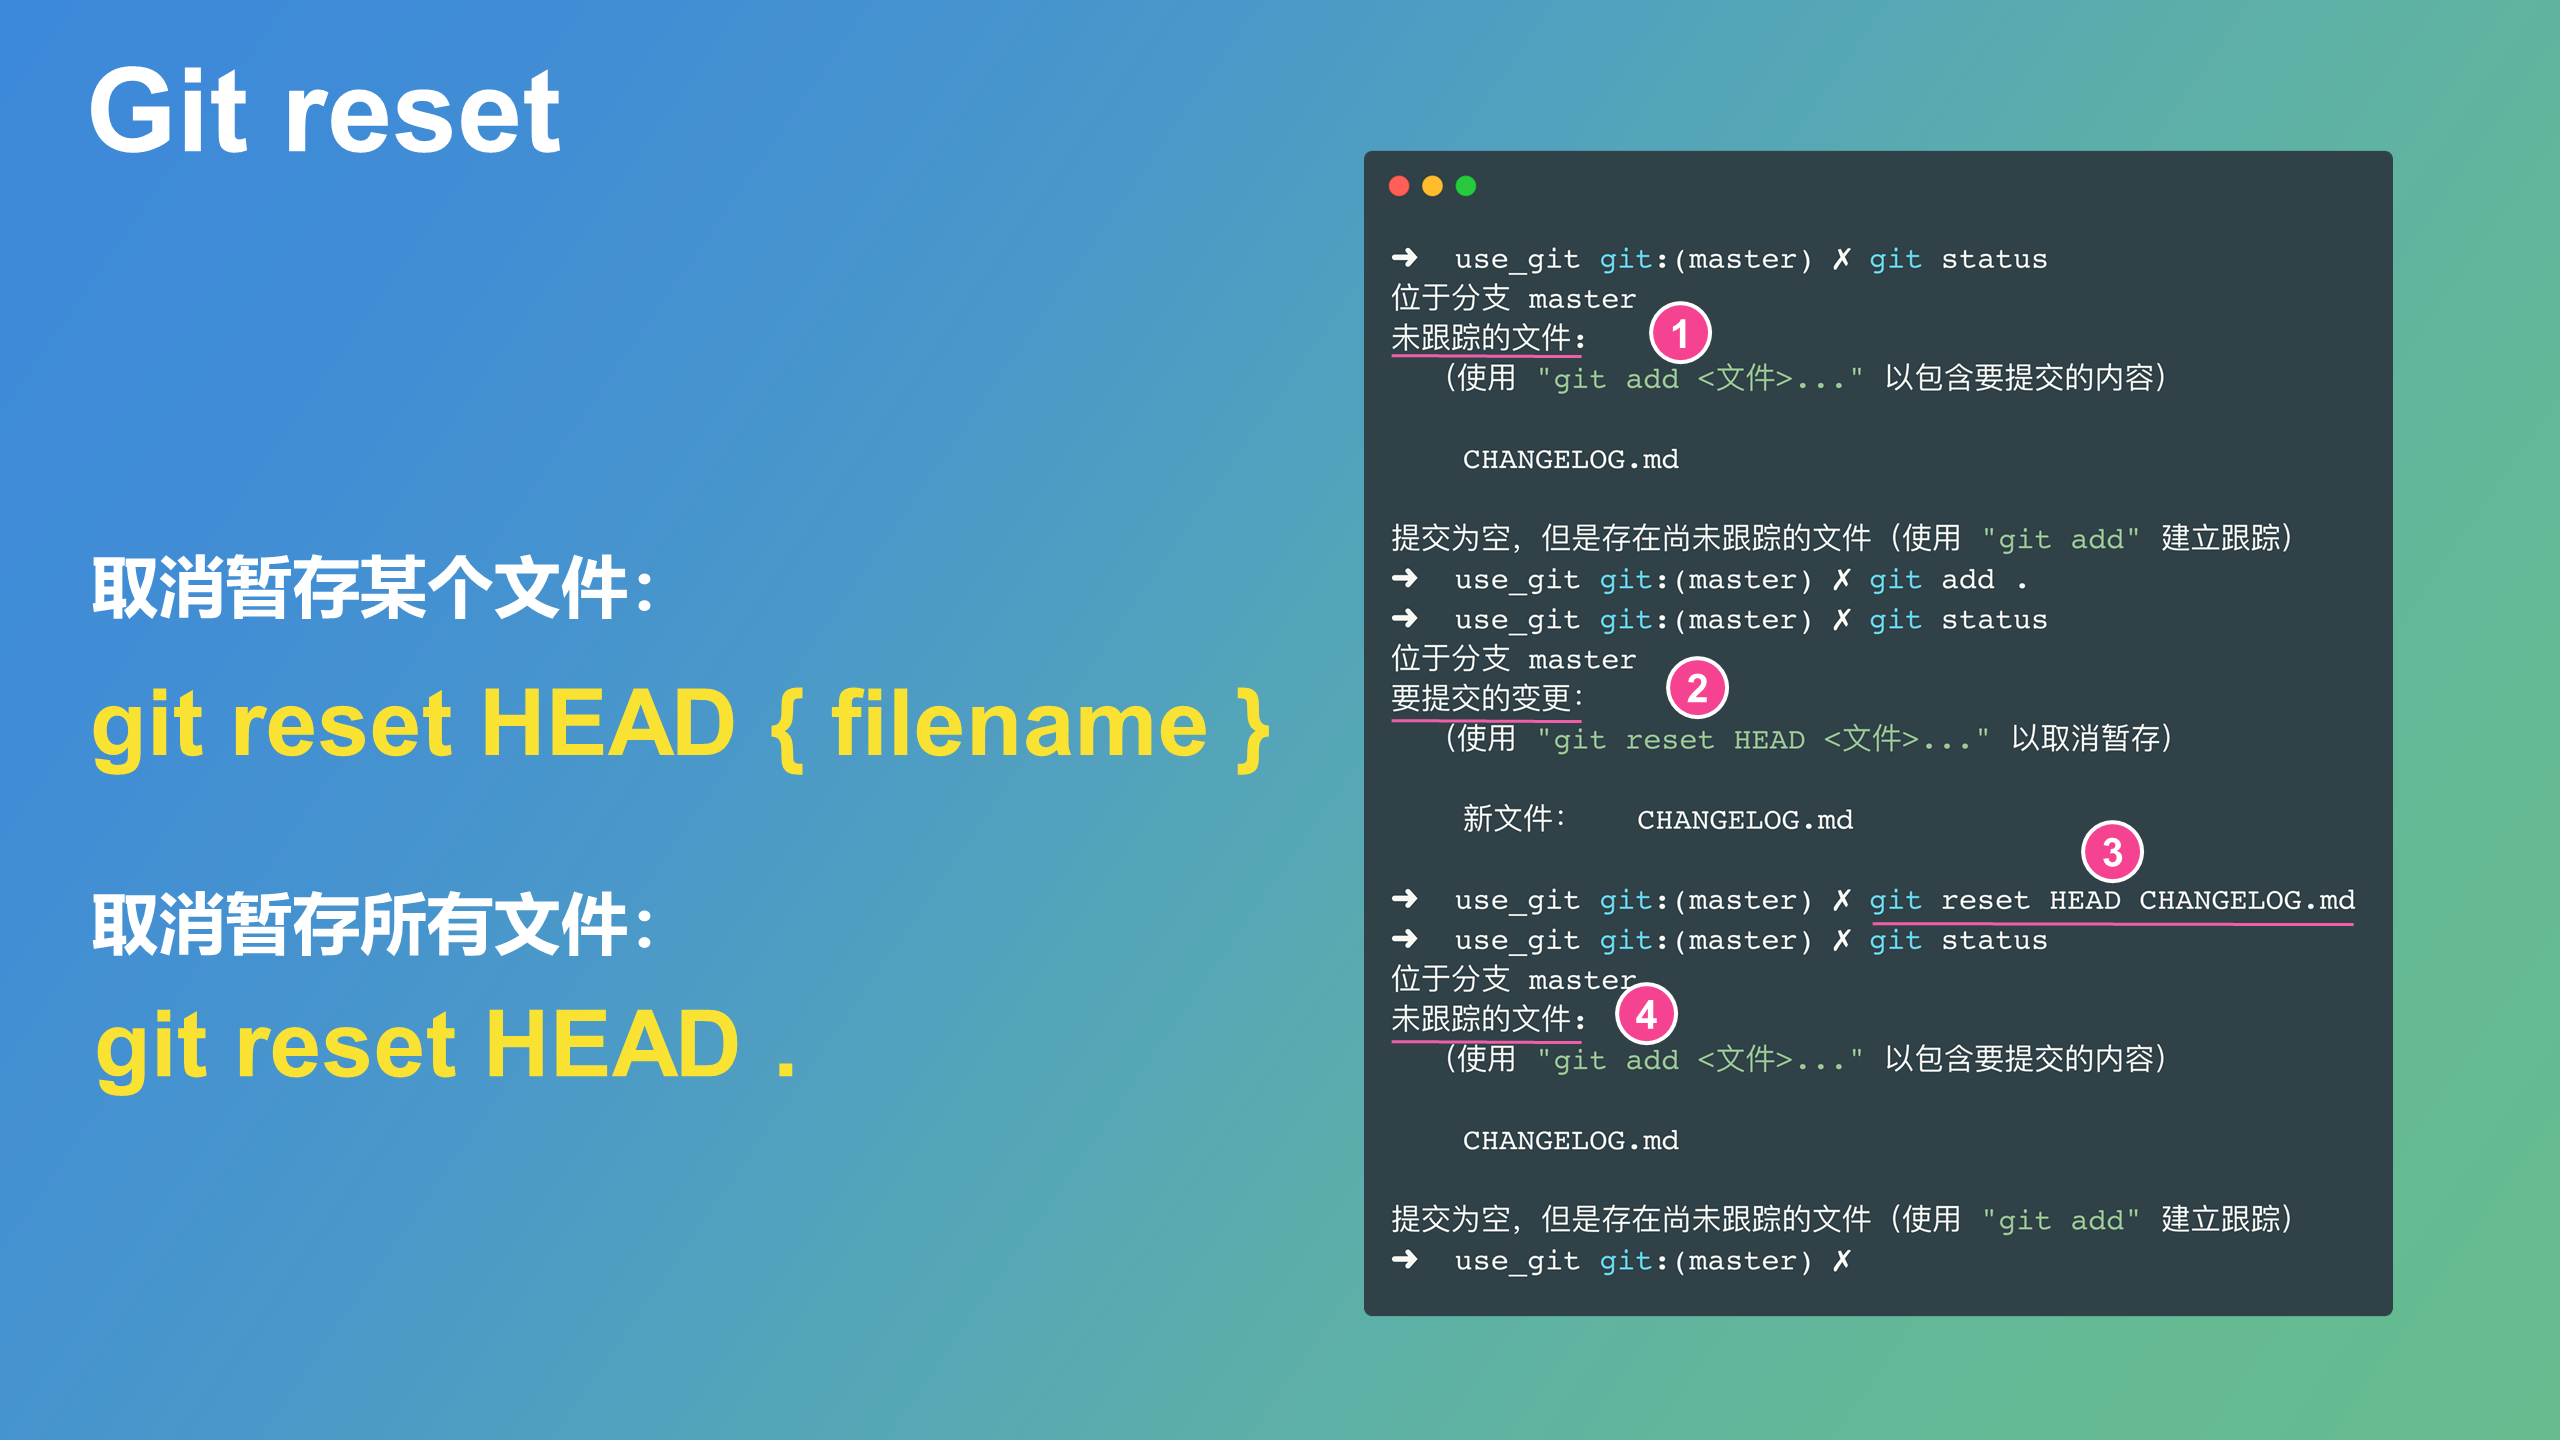 Git reset
取消暂存某个文件：
git reset HEAD { filename }
取消暂存所有文件：
git reset HEAD .
➜  use_git git:(master) ✗ git status
位于分支 master
未跟踪的文件:
1
（使用 "git add <文件>..." 以包含要提交的内容）
CHANGELOG.md
提交为空，但是存在尚未跟踪的文件（使用 "git add" 建立跟踪）
➜  use_git git:(master) ✗ git add .
➜  use_git git:(master) ✗ git status
位于分支 master
要提交的变更：
2
（使用 "git reset HEAD <文件>..." 以取消暂存）
新文件：    CHANGELOG.md
3
➜  use_git git:(master) ✗ git reset HEAD CHANGELOG.md
➜  use_git git:(master) ✗ git status
位于分支 master
未跟踪的文件:
4
（使用 "git add <文件>..." 以包含要提交的内容）
CHANGELOG.md
提交为空，但是存在尚未跟踪的文件（使用 "git add" 建立跟踪）
➜  use_git git:(master) ✗